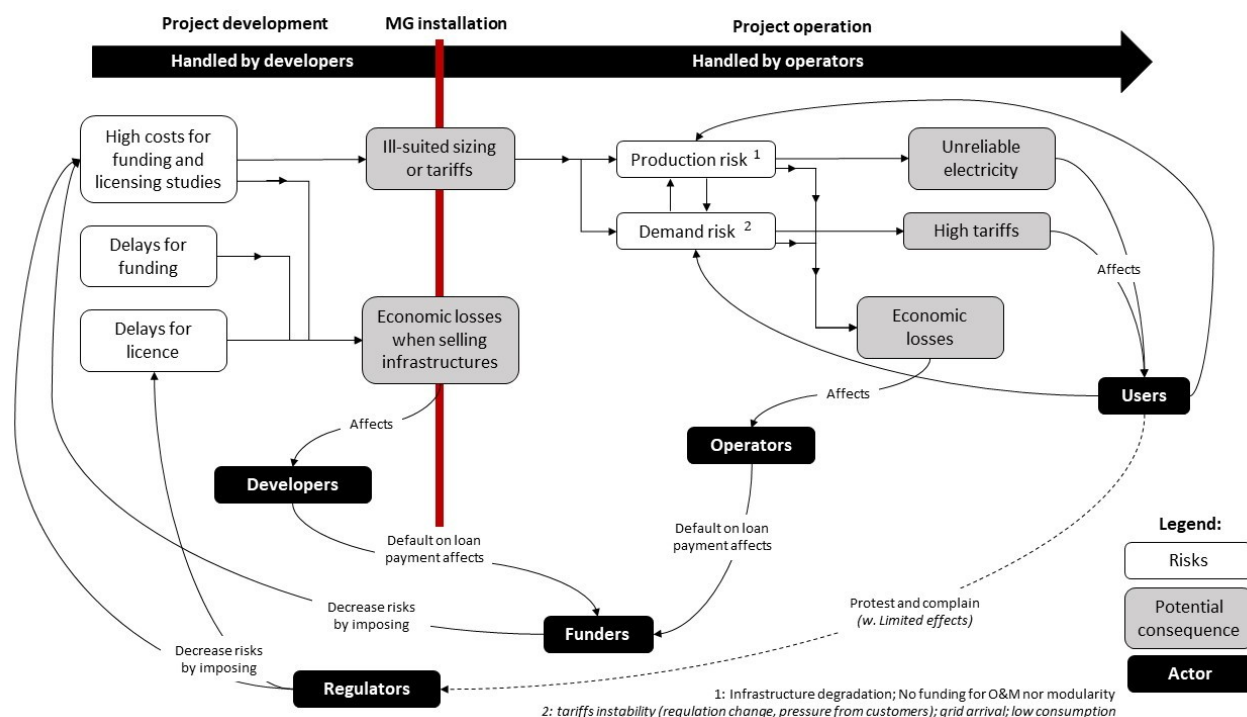 Project development
MG installation
Project operation
Handled by developers
Handled by operators
High costs for
funding and
licensing studies
Ill-suited sizing
or tariffs
Production risk 1
Unreliable
electricity
Demand risk 2
High tariffs
Delays for
funding
Affects
Delays for
licence
Economic losses
when selling
infrastructures
Economic
losses
Users
Affects
Affects
Operators
Developers
Default on loan
payment affects
Default on loan
payment affects
Legend:
Risks
Decrease risks
by imposing
Funders
Protest and complain
(w. Limited effects)
Potential
consequence
Decrease risks
by imposing
Regulators
Actor
1: Infrastructure degradation; No funding for O&M nor modularity
2: tariffs instability (regulation change, pressure from customers); grid arrival; low consumption